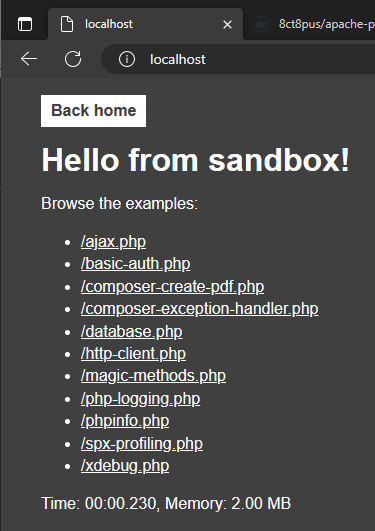 localhost
8ct8pus/apache-p
localhost
Back home
Hello from sandbox!
Browse the examples:
/ajax.php
/basic-auth.php
/composer-create-pdf.php
/composer-exception-handler.php
/database.php
/http-client.php
/magic-methods.php
/php-logging.php
/phpinfo.php
/spx-profiling.php
/xdebug.php
Time: 00:00.230, Memory: 2.00 MB